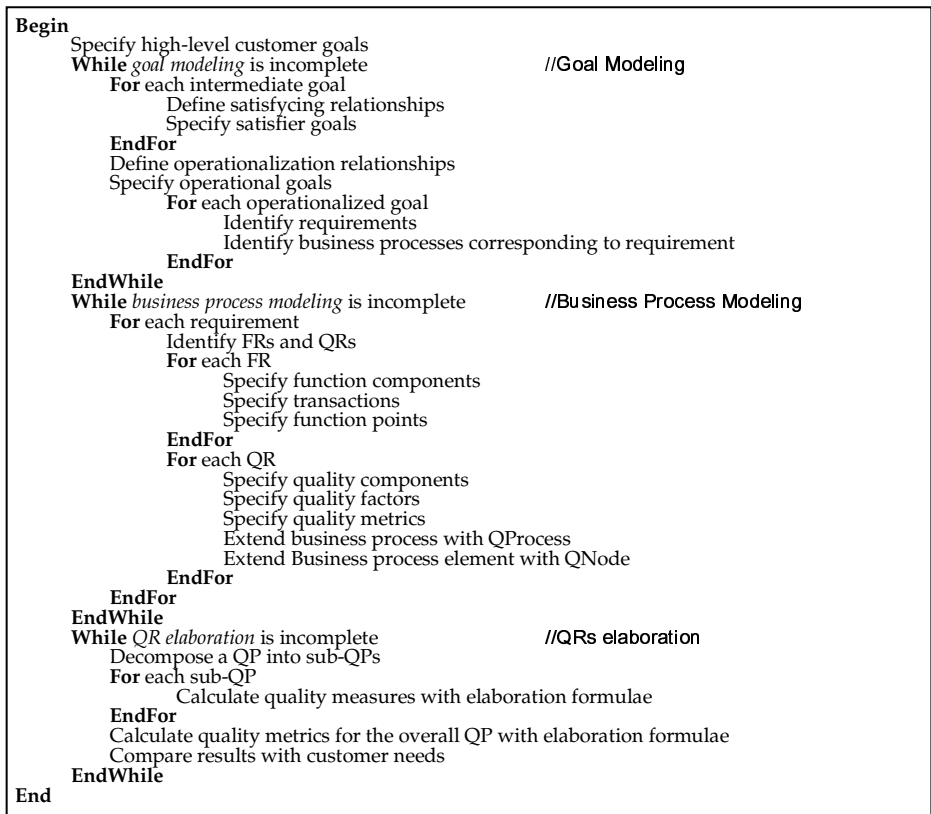 Begin
Specify high-level customer goals
While goal modeling is incomplete //Goal Modeling
For each intermediate goal
Define satisfycing relationships
Specify satisfier goals
EndFor
Define operationalization relationships
Specify operational goals
For each operationalized goal
Identify requirements
Identify business processes corresponding to requirement
EndFor
EndWhile
While business process modeling is incomplete //Business Process Modeling
For each requirement
Identify FRs and QRs
For each FR
Specify function components
Specify transactions
Specify function points
EndFor
For each QR
Specify quality components
Specify quality factors
Specify quality metrics
Extend business process with QProcess
Extend Business process element with QNode
EndFor
EndFor
EndWhile
While QR elaboration is incomplete //QRs elaboration
Decompose a QP into sub-QPs
For each sub-QP
Calculate quality measures with elaboration formulae
EndFor
Calculate quality metrics for the overall QP with elaboration formulae
Compare results with customer needs
EndWhile
End